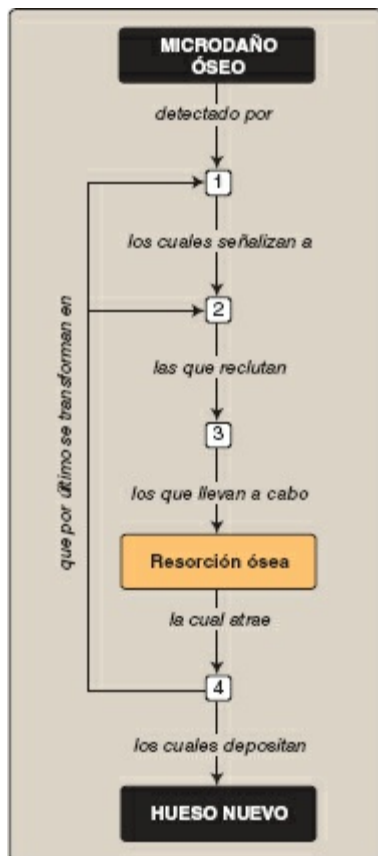 MICRODAÑO
ÓSEO
detectado por
1
los cuales señalizan a
2
las que reclutan
3
los que llevan a cabo
Resorción ósea
la cual atrae
4
los cuales depositan
HUESO NUEVO
que por último se transforman en